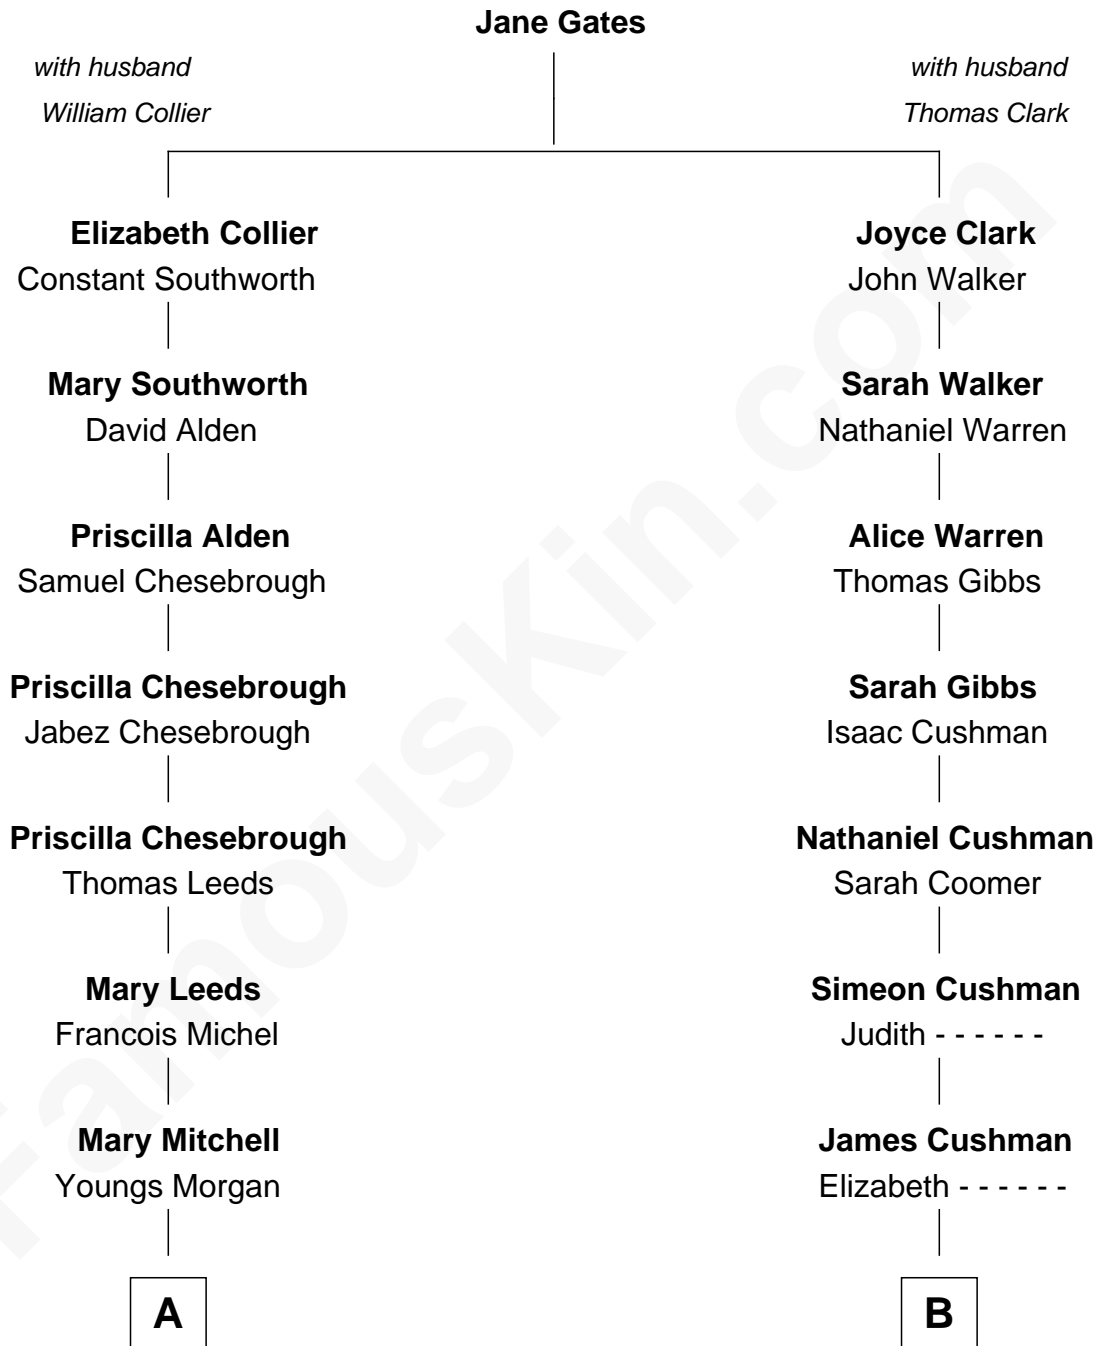 Jane Gates
with husband
William Collier
with husband
Thomas Clark
Elizabeth Collier
Constant Southworth
Joyce Clark
John Walker
Mary Southworth
David Alden
Sarah Walker
Nathaniel Warren
Priscilla Alden
Samuel Chesebrough
Alice Warren
Thomas Gibbs
Priscilla Chesebrough
Jabez Chesebrough
Sarah Gibbs
Isaac Cushman
Priscilla Chesebrough
Thomas Leeds
Nathaniel Cushman
Sarah Coomer
Mary Leeds
Francois Michel
Simeon Cushman
Judith - - - - - -
Mary Mitchell
Youngs Morgan
James Cushman
Elizabeth - - - - - -
A
B
FamousKin.com